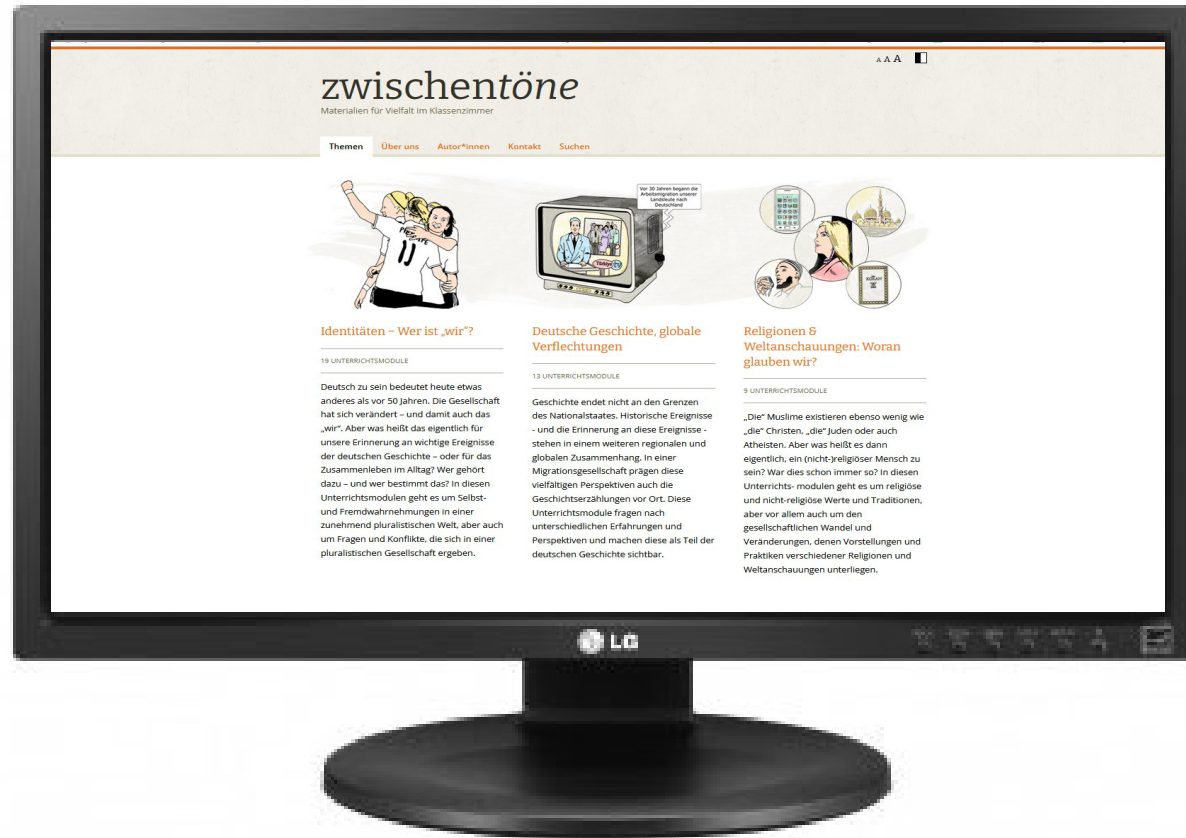 A A A
zwischentöne
Materialien für Vielfalt im Klassenzimmer
Themen Über uns Autor*innen Kontakt Suchen
11
Vor 30 Jahren begann die
Arbeitsmigration unserer
Landsleute nach
Deutschland
KORAN
Identitäten – Wer ist „wir“?
19 UNTERRICHTSMODULE
Deutsch zu sein bedeutet heute etwas
anderes als vor 50 Jahren. Die Gesellschaft
hat sich verändert – und damit auch das
„wir“. Aber was heißt das eigentlich für
unsere Erinnerung an wichtige Ereignisse
der deutschen Geschichte – oder für das
Zusammenleben im Alltag? Wer gehört
dazu – und wer bestimmt das? In diesen
Unterrichtsmodulen geht es um Selbst-
und Fremdwahrnehmungen in einer
zunehmend pluralistischen Welt, aber auch
um Fragen und Konflikte, die sich in einer
pluralistischen Gesellschaft ergeben.
Deutsche Geschichte, globale
Verflechtungen
13 UNTERRICHTSMODULE
Geschichte endet nicht an den Grenzen
des Nationalstaates. Historische Ereignisse
- und die Erinnerung an diese Ereignisse -
stehen in einem weiteren regionalen und
globalen Zusammenhang. In einer
Migrationsgesellschaft prägen diese
vielfältigen Perspektiven auch die
Geschichtserzählungen vor Ort. Diese
Unterrichtsmodule fragen nach
unterschiedlichen Erfahrungen und
Perspektiven und machen diese als Teil der
deutschen Geschichte sichtbar.
Religionen &
Weltanschauungen: Woran
glauben wir?
9 UNTERRICHTSMODULE
„Die“ Muslime existieren ebenso wenig wie
„die“ Christen, „die“ Juden oder auch
Atheisten. Aber was heißt es dann
eigentlich, ein (nicht-)religiöser Mensch zu
sein? War dies schon immer so? In diesen
Unterrichts- modulen geht es um religiöse
und nicht-religiöse Werte und Traditionen,
aber vor allem auch um den
gesellschaftlichen Wandel und
Veränderungen, denen Vorstellungen und
Praktiken verschiedener Religionen und
Weltanschauungen unterliegen.
LG